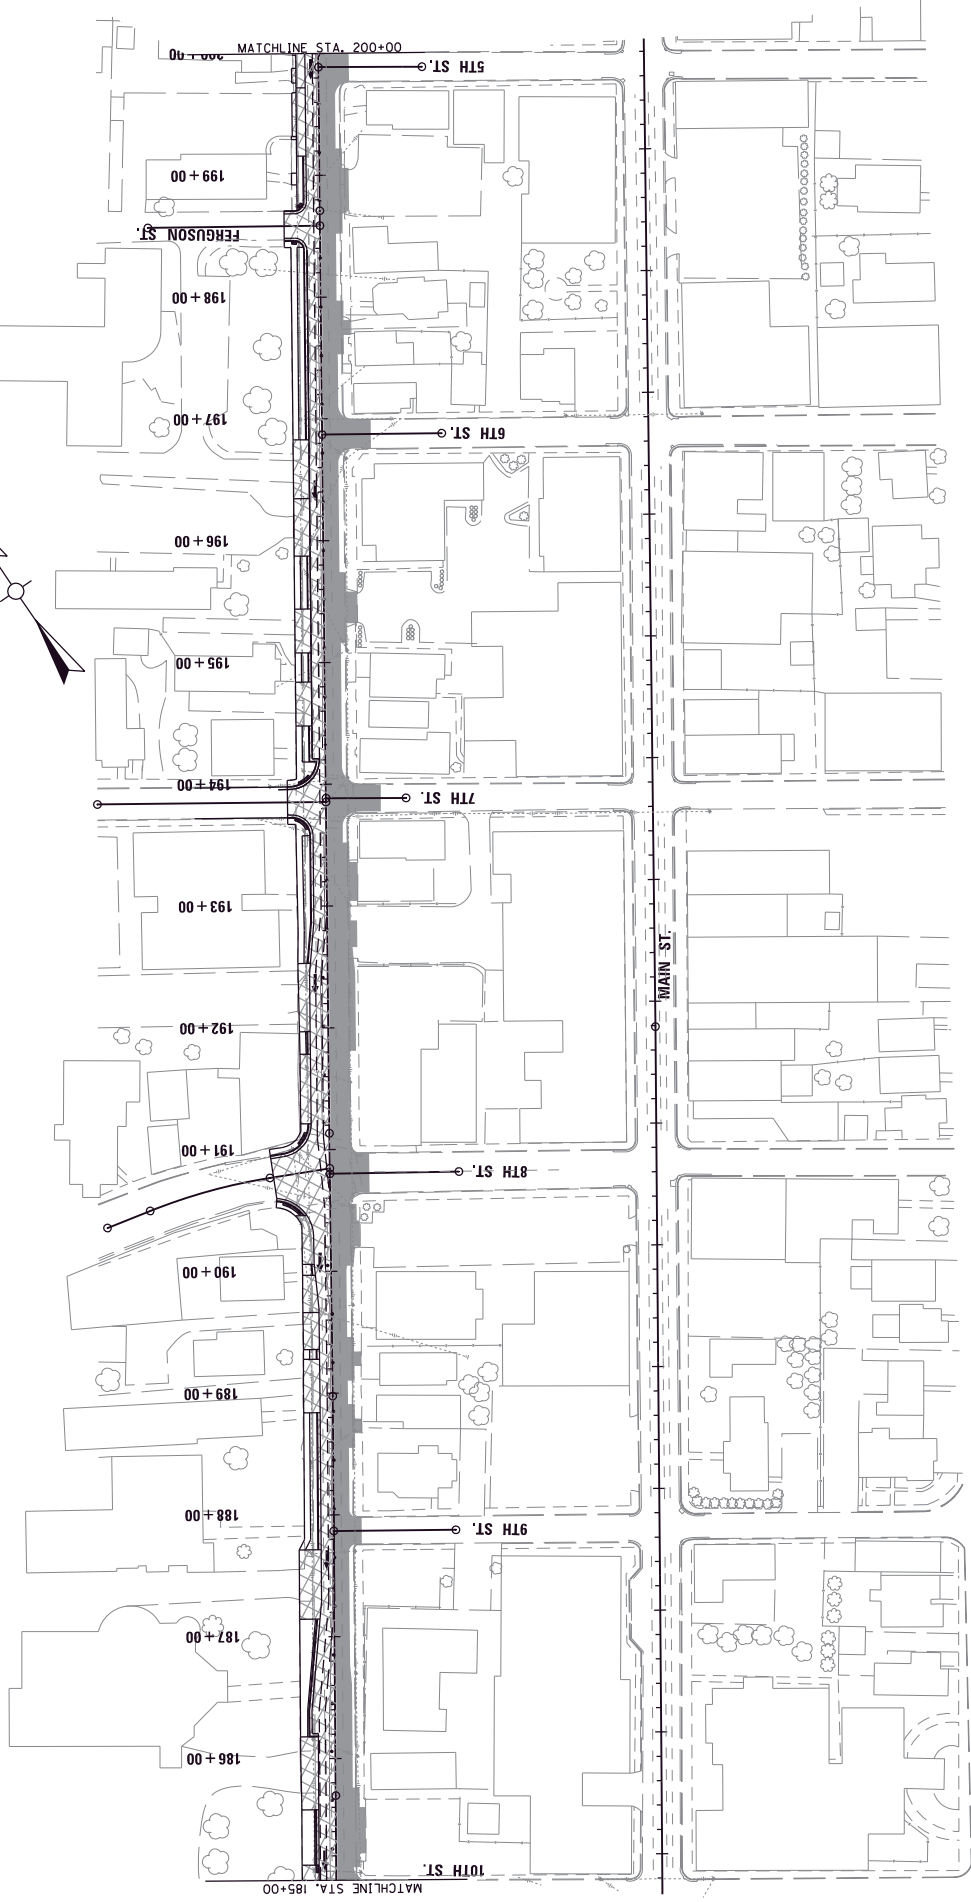 MATCHLINE STA. 200+00
200+00
5TH ST.
199+00
FERGUSON ST.
198+00
197+00
6TH ST.
196+00
195+00
194+00
7TH ST.
193+00
MAIN ST.
192+00
191+00
8TH ST.
190+00
189+00
188+00
9TH ST.
187+00
186+00
10TH ST.
MATCHLINE STA. 185+00